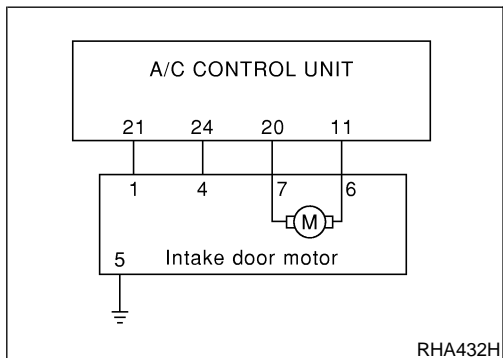 A/C CONTROL UNIT
21 24 20 11
1 4 7 6
M
5 Intake door motor
RHA432H